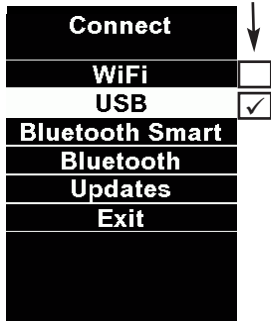 Connect
WiFi
USB
Bluetooth Smart
Bluetooth
Updates
Exit